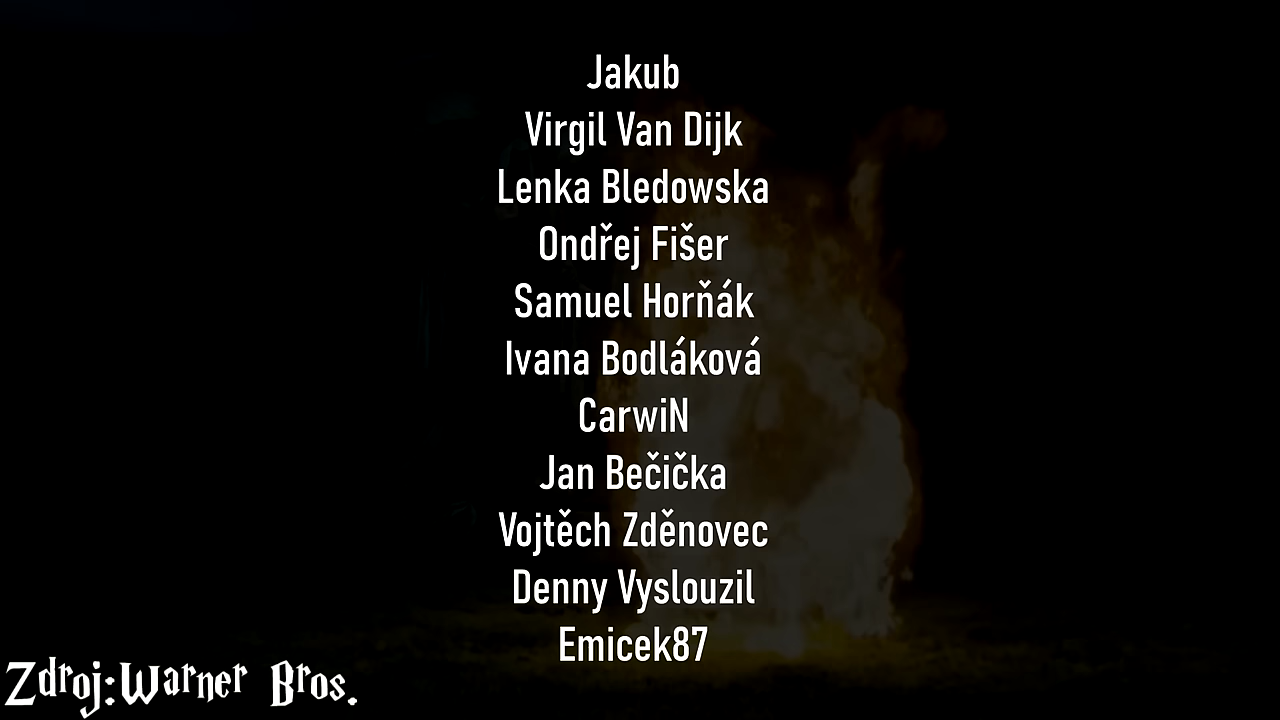 Jakub
Virgil Van Dijk
Lenka Bledowska
Ondřej Fišer
Samuel Horňák
Ivana Bodláková
CarwiN
Jan Bečička
Vojtěch Zděnovec
Denny Vyslouzil
Emicek87
Zdroj:Warner Bros.